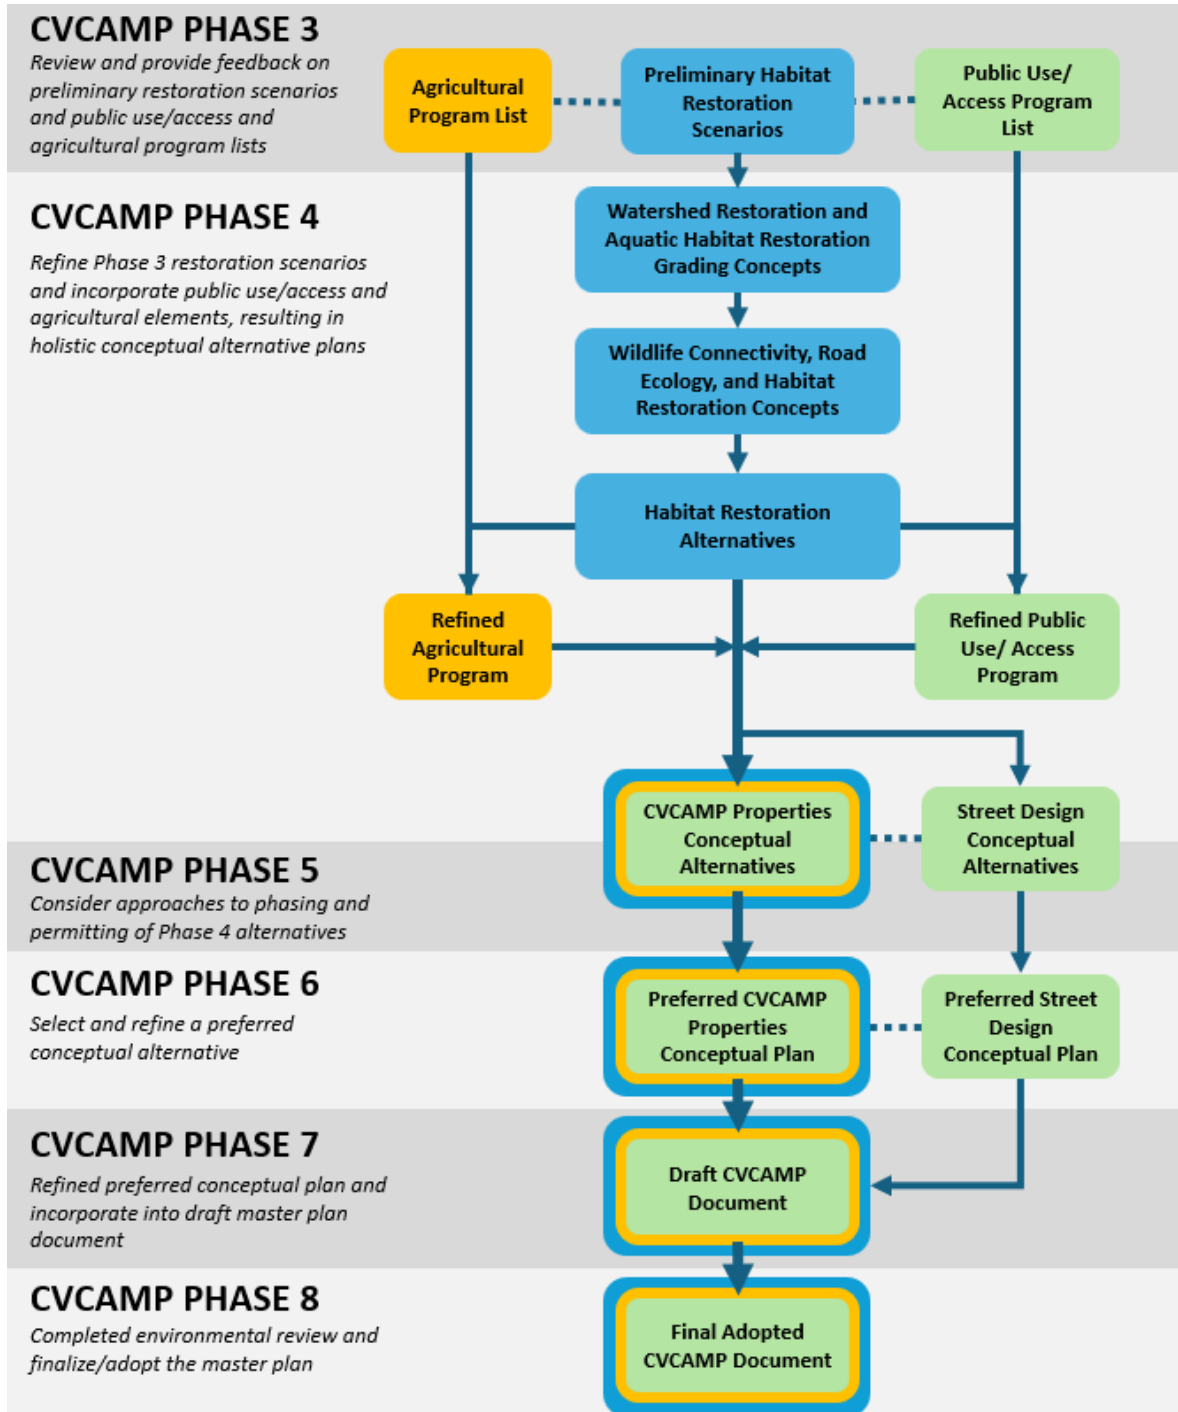 CVCAMP PHASE 3
Review and provide feedback on
preliminary restoration scenarios
and public use/access and
agricultural program lists
Agricultural
Program List
Preliminary Habitat
Restoration
Scenarios
Public Use/
Access Program
List
CVCAMP PHASE 4
Refine Phase 3 restoration scenarios
and incorporate public use/access and
agricultural elements, resulting in
holistic conceptual alternative plans
Watershed Restoration and
Aquatic Habitat Restoration
Grading Concepts
Wildlife Connectivity, Road
Ecology, and Habitat
Restoration Concepts
Habitat Restoration
Alternatives
Refined
Agricultural
Program
Refined Public
Use/ Access
Program
CVCAMP Properties
Conceptual
Alternatives
Street Design
Conceptual
Alternatives
CVCAMP PHASE 5
Consider approaches to phasing and
permitting of Phase 4 alternatives
CVCAMP PHASE 6
Select and refine a preferred
conceptual alternative
Preferred CVCAMP
Properties
Conceptual Plan
Preferred Street
Design
Conceptual Plan
CVCAMP PHASE 7
Refined preferred conceptual plan and
incorporate into draft master plan
document
Draft CVCAMP
Document
CVCAMP PHASE 8
Completed environmental review and
finalize/adopt the master plan
Final Adopted
CVCAMP Document